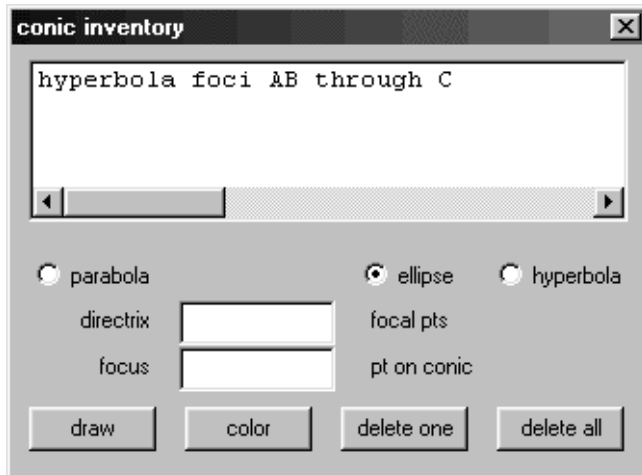 conic inventory
hyperbola foci AB through C
parabola ellipse hyperbola
directrix focal pts
focus pt on conic
draw color delete one delete all